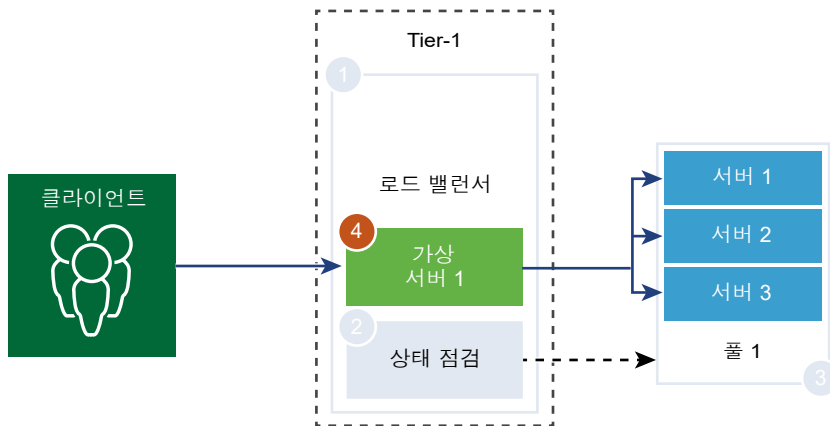 Tier-1
1
로드 밸런서
클라이언트
4
가상
서버 1
2
상태 점검
서버 1
서버 2
서버 3
풀 1
3